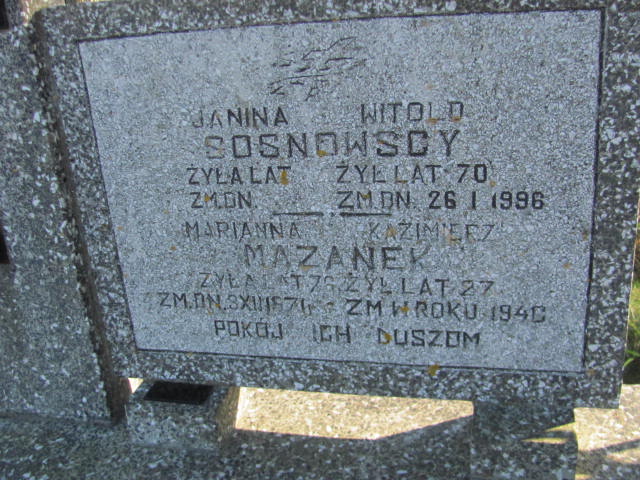 JANINA WITOLD
SOSNOWSCY
ŻYŁA LAT ŻYŁ LAT 70
ZM. DN. ZM. DN. 26 I 1996
MARIANNA KAZIMIERZ
MAZANEK
ŻYŁA LAT ŻYŁ LAT 27
ZM. DN. ZM W ROKU 1940
POKÓJ ICH DUSZOM